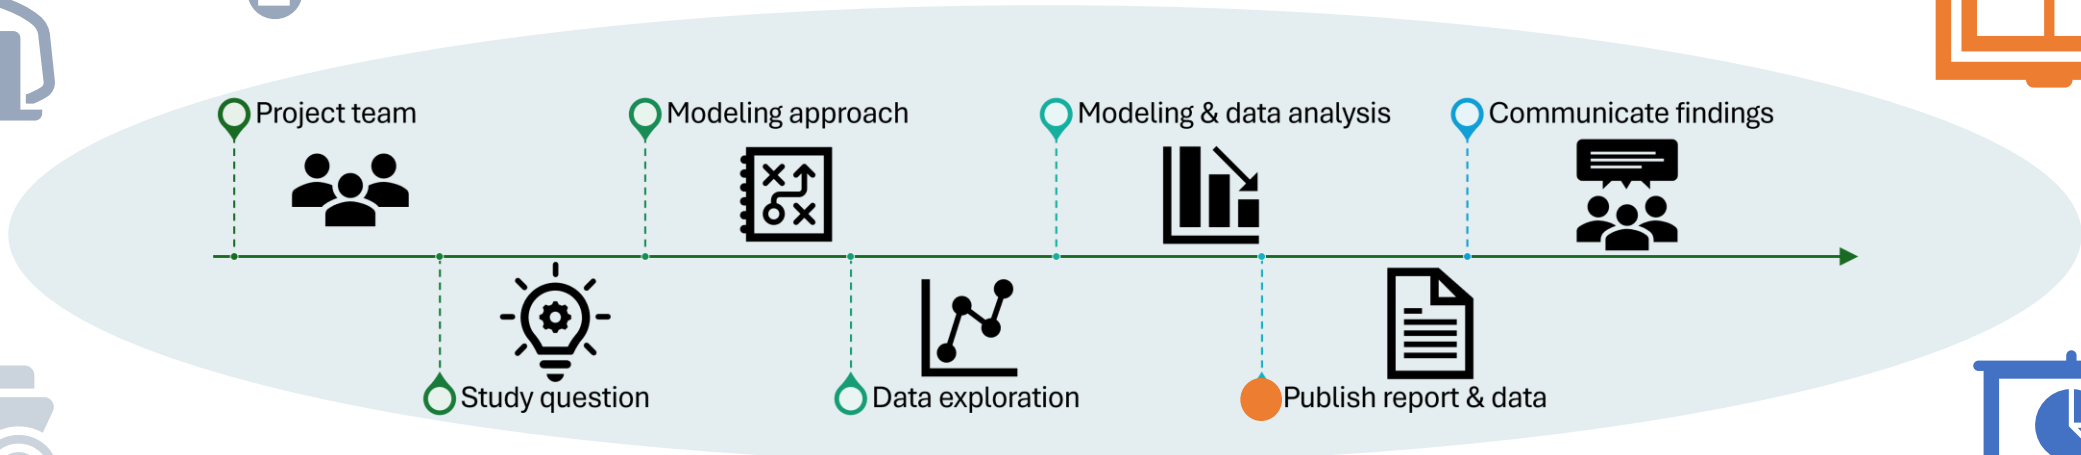 Project team
Modeling approach
Modeling & data analysis
Communicate findings
Study question
Data exploration
Publish report & data